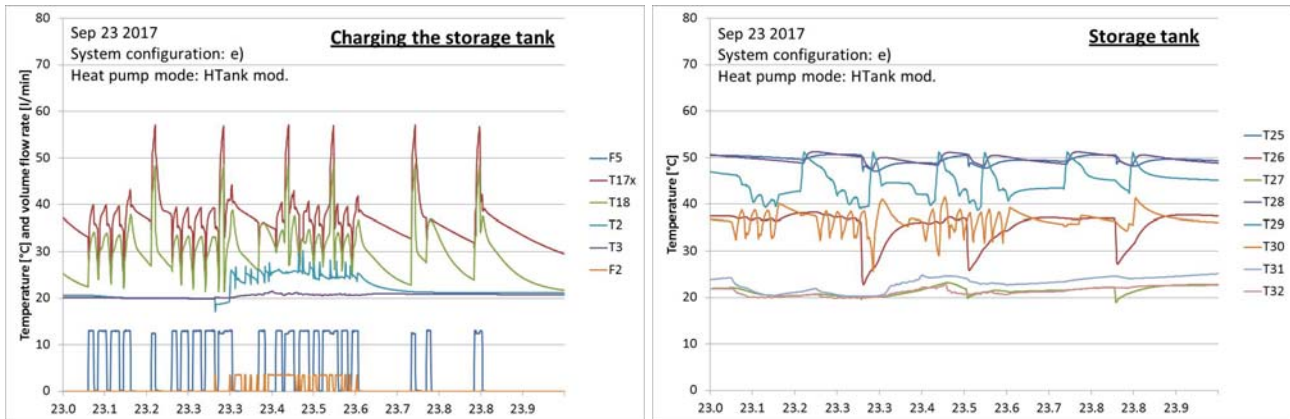 Sep 23 2017
System configuration: e)
Heat pump mode: HTank mod.
Charging the storage tank
Temperature [°C] and volume flow rate [l/min]
80
70
60
50
40
30
20
10
0
23.0 23.1 23.2 23.3 23.4 23.5 23.6 23.7 23.8 23.9
F5
T17x
T18
T2
T3
F2
Sep 23 2017
System configuration: e)
Heat pump mode: HTank mod.
Storage tank
Temperature [°C]
80
70
60
50
40
30
20
10
0
23.0 23.1 23.2 23.3 23.4 23.5 23.6 23.7 23.8 23.9
T25
T26
T27
T28
T29
T30
T31
T32